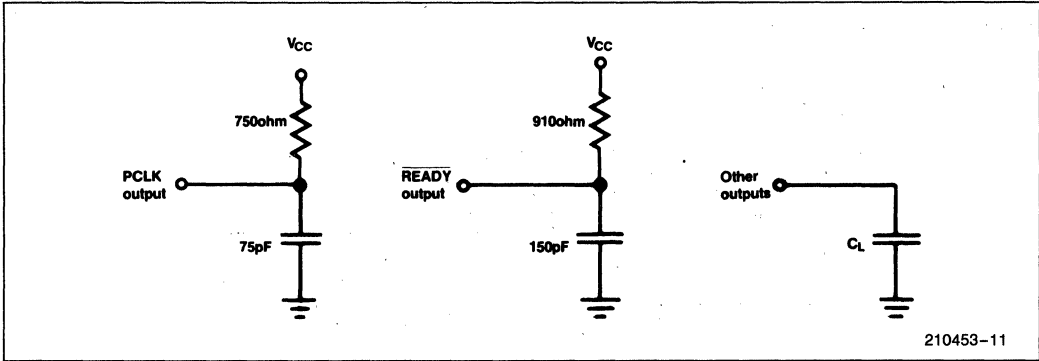 VCC
750ohm
PCLK
output
75pF
VCC
910ohm
READY
output
150pF
Other
outputs
CL
210453-11